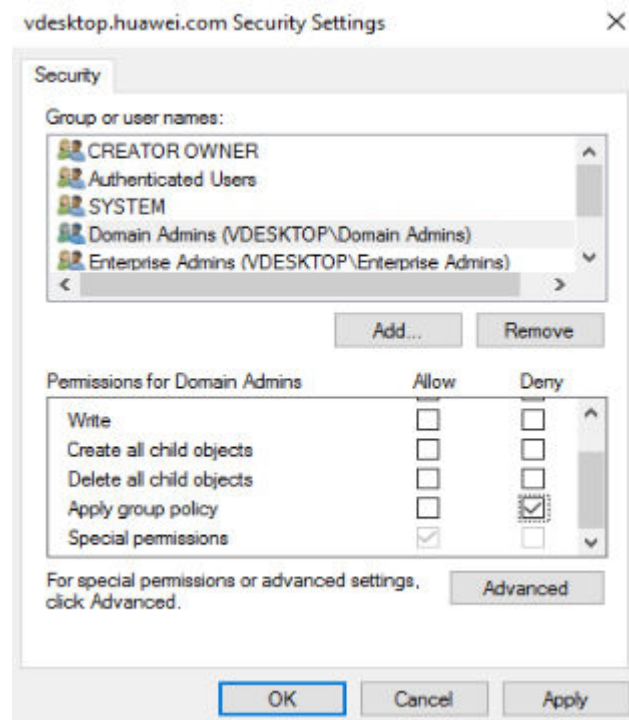 vdesktop.huawei.com Security Settings
Security
Group or user names:
CREATOR OWNER
Authenticated Users
SYSTEM
Domain Admins (VDESKTOP\Domain Admins)
Enterprise Admins (VDESKTOP\Enterprise Admins)
Add... Remove
Permissions for Domain Admins Allow Deny
Write
Create all child objects
Delete all child objects
Apply group policy
Special permissions
For special permissions or advanced settings, Advanced
click Advanced.
OK Cancel Apply